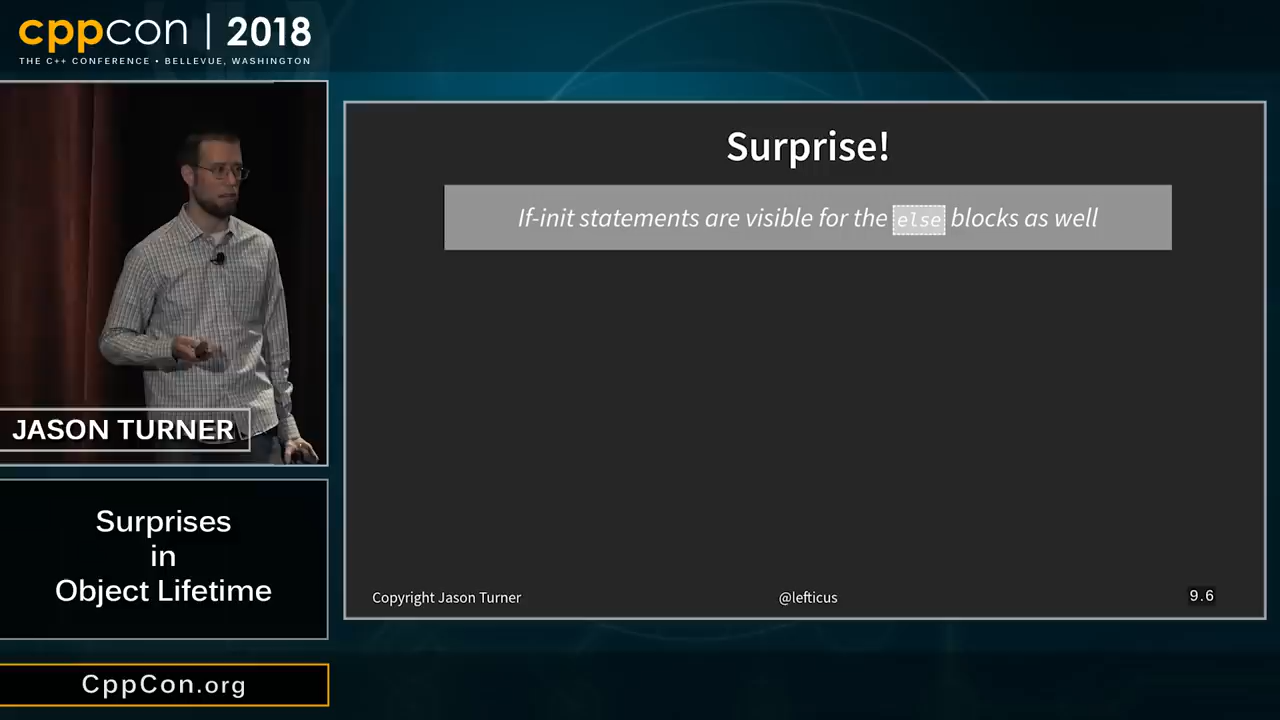 cppcon | 2018
THE C++ CONFERENCE • BELLEVUE, WASHINGTON
JASON TURNER
Surprises
in
Object Lifetime
CppCon.org
Surprise!
If-init statements are visible for the else blocks as well
Copyright Jason Turner
@lefticus
9.6